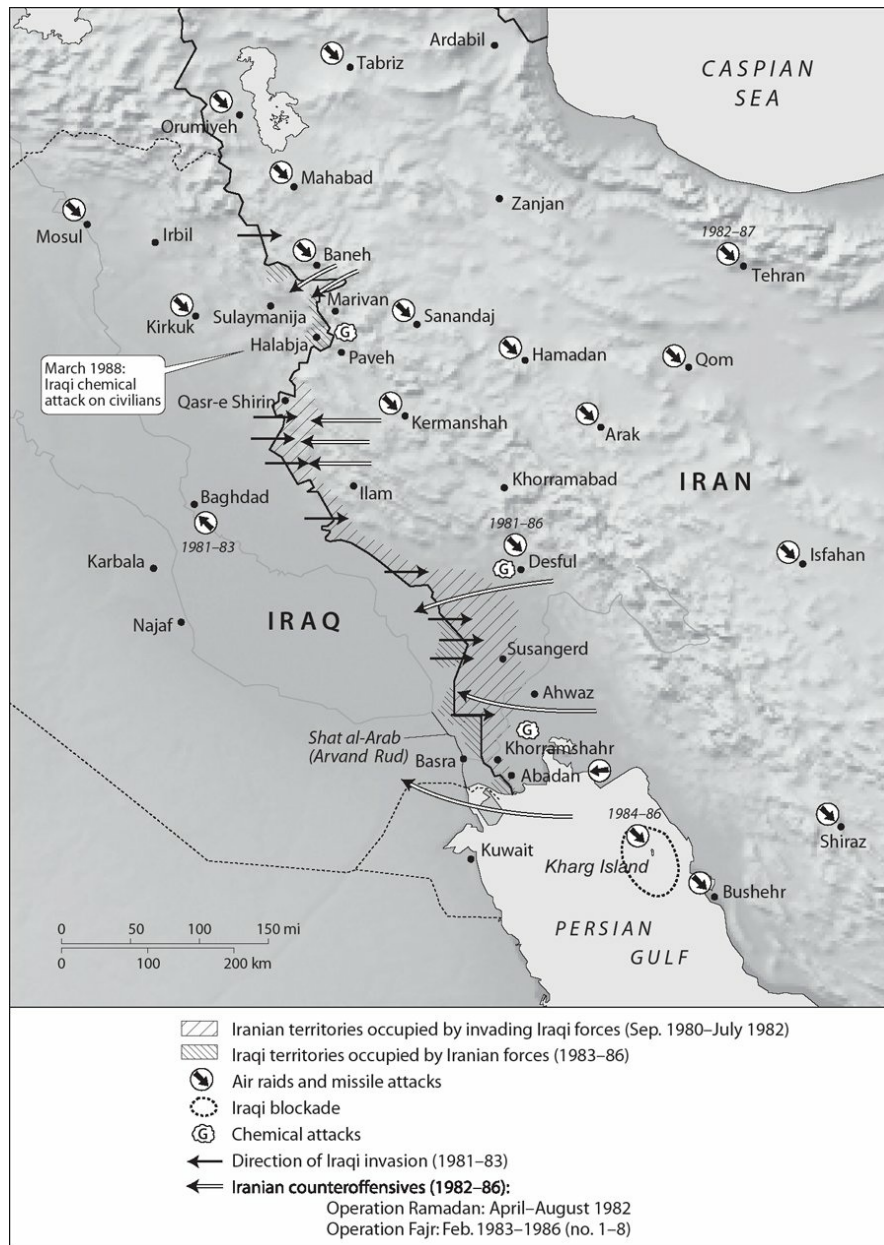 Ardabil
CASPIAN
SEA
Tabriz
Orumiyeh
Mahabad
Zanjan
Mosul
Irbil
Baneh
1982–87
Tehran
Marivan
Sulaymanija
Sanandaj
Kirkuk
Halabja
G
Paveh
Hamadan
Qom
March 1988:
Iraqi chemical
attack on civilians
Qasr-e Shirin
Kermanshah
Arak
IRAN
Ilam
Khorramabad
Baghdad
1981–83
1981–86
G
Desful
Isfahan
Karbala
Najaf
IRAQ
Susangerd
Ahwaz
Shat al-Arab
(Arvand Rud)
G
Basra
Khorramshahr
Abadan
1984–86
Shiraz
Kuwait
Kharg Island
Bushehr
PERSIAN
GULF
0 50 100 150 mi
0 100 200 km
Iranian territories occupied by invading Iraqi forces (Sep. 1980–July 1982)
Iraqi territories occupied by Iranian forces (1983–86)
Air raids and missile attacks
Iraqi blockade
G Chemical attacks
Direction of Iraqi invasion (1981–83)
Iranian counteroffensives (1982–86):
Operation Ramadan: April–August 1982
Operation Fajr: Feb. 1983–1986 (no. 1–8)